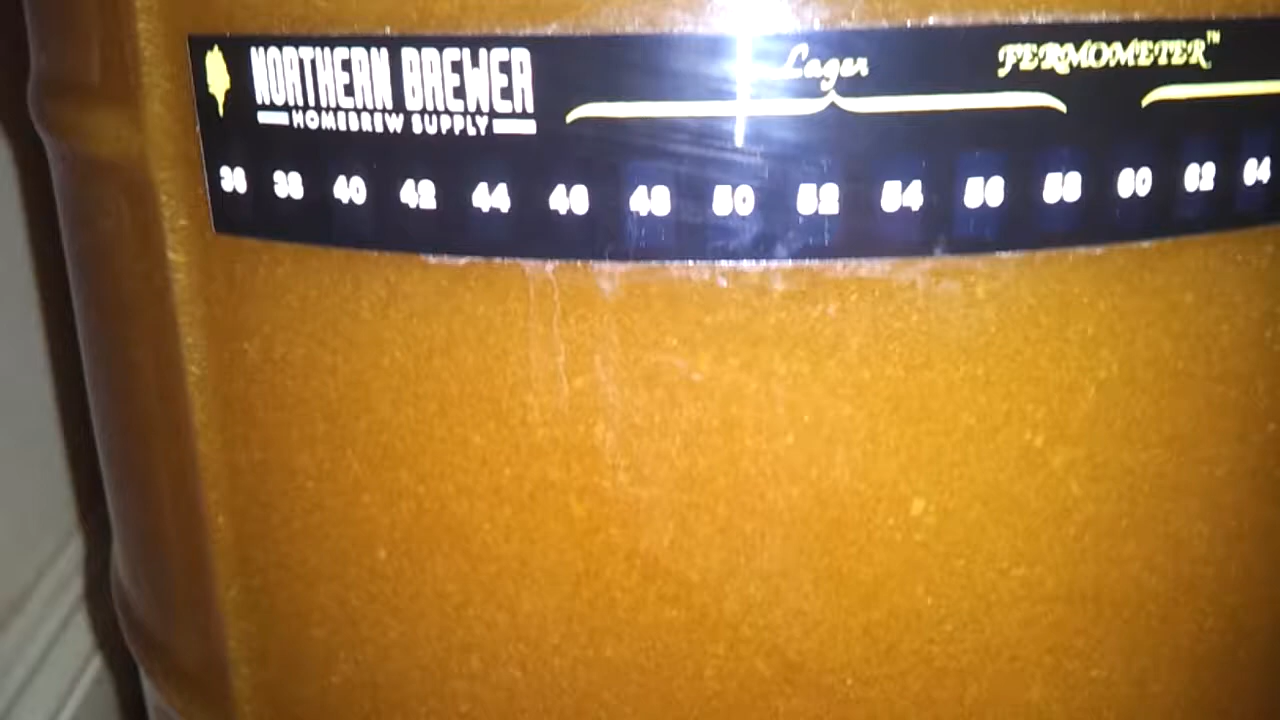 NORTHERN BREWER
HOMEBREW SUPPLY
Lager
FERMOMETER™
36 38 40 42 44 46 48 50 52 54 56 58 60 62 64